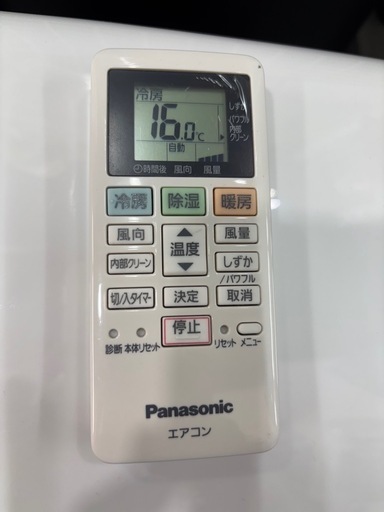 冷房
しずか
16.0℃
パワフル
内部
クリーン
自動
時間後 風向 風量
冷房 除湿 暖房
風向 温度 風量
内部クリーン しずか
/パワフル
切/入タイマー 決定 取消
停止
診断 本体リセット リセット メニュー
Panasonic
エアコン